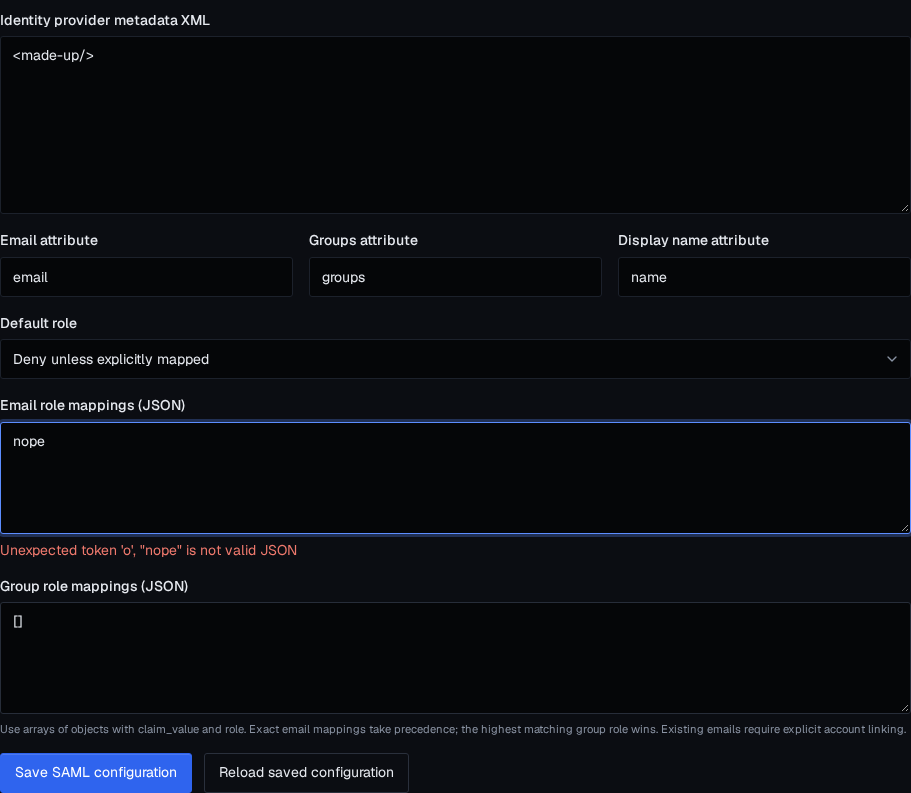 Identity provider metadata XML
<made-up/>
Email attribute
Groups attribute
Display name attribute
email
groups
name
Default role
Deny unless explicitly mapped
Email role mappings (JSON)
nope
Unexpected token 'o', "nope" is not valid JSON
Group role mappings (JSON)
[]
Use arrays of objects with claim_value and role. Exact email mappings take precedence; the highest matching group role wins. Existing emails require explicit account linking.
Save SAML configuration
Reload saved configuration